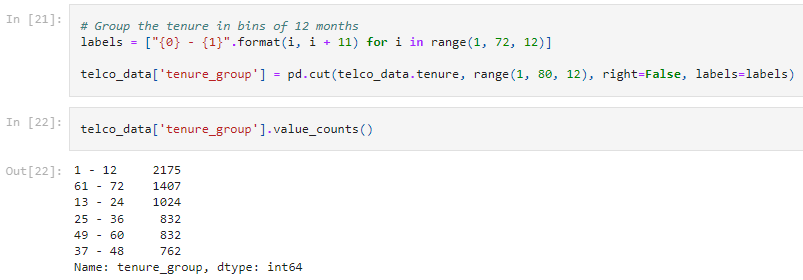 In [21]:
# Group the tenure in bins of 12 months
labels = ["{0} - {1}".format(i, i + 11) for i in range(1, 72, 12)]
telco_data['tenure_group'] = pd.cut(telco_data.tenure, range(1, 80, 12), right=False, labels=labels)
In [22]:
telco_data['tenure_group'].value_counts()
Out[22]:
1 - 12     2175
61 - 72    1407
13 - 24    1024
25 - 36     832
49 - 60     832
37 - 48     762
Name: tenure_group, dtype: int64